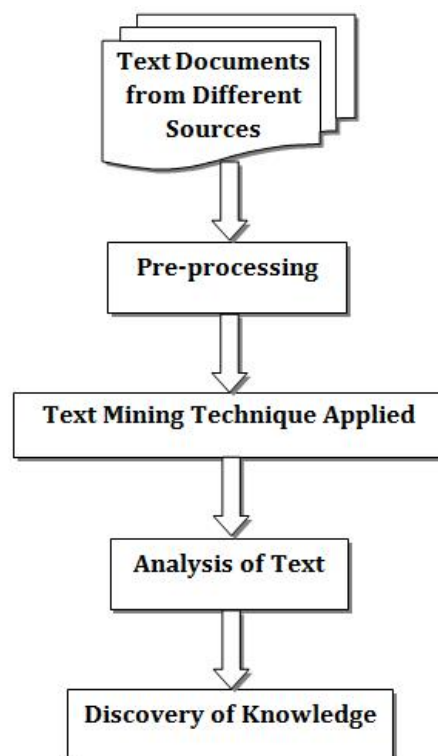 Text Documents
from Different
Sources
Pre-processing
Text Mining Technique Applied
Analysis of Text
Discovery of Knowledge